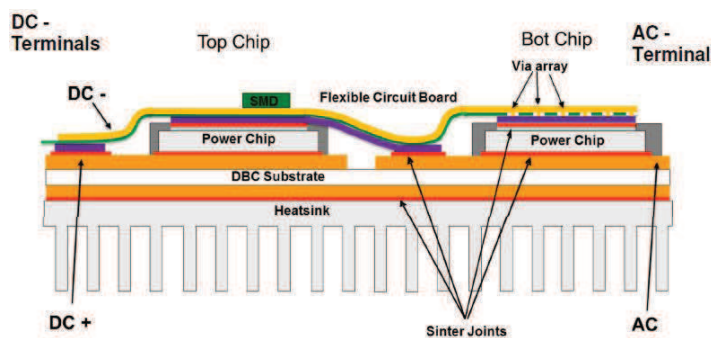 DC -
Terminals
Top Chip
Bot Chip
AC -
Terminal
Via array
DC -
SMD
Flexible Circuit Board
Power Chip
Power Chip
DBC Substrate
Heatsink
DC +
Sinter Joints
AC